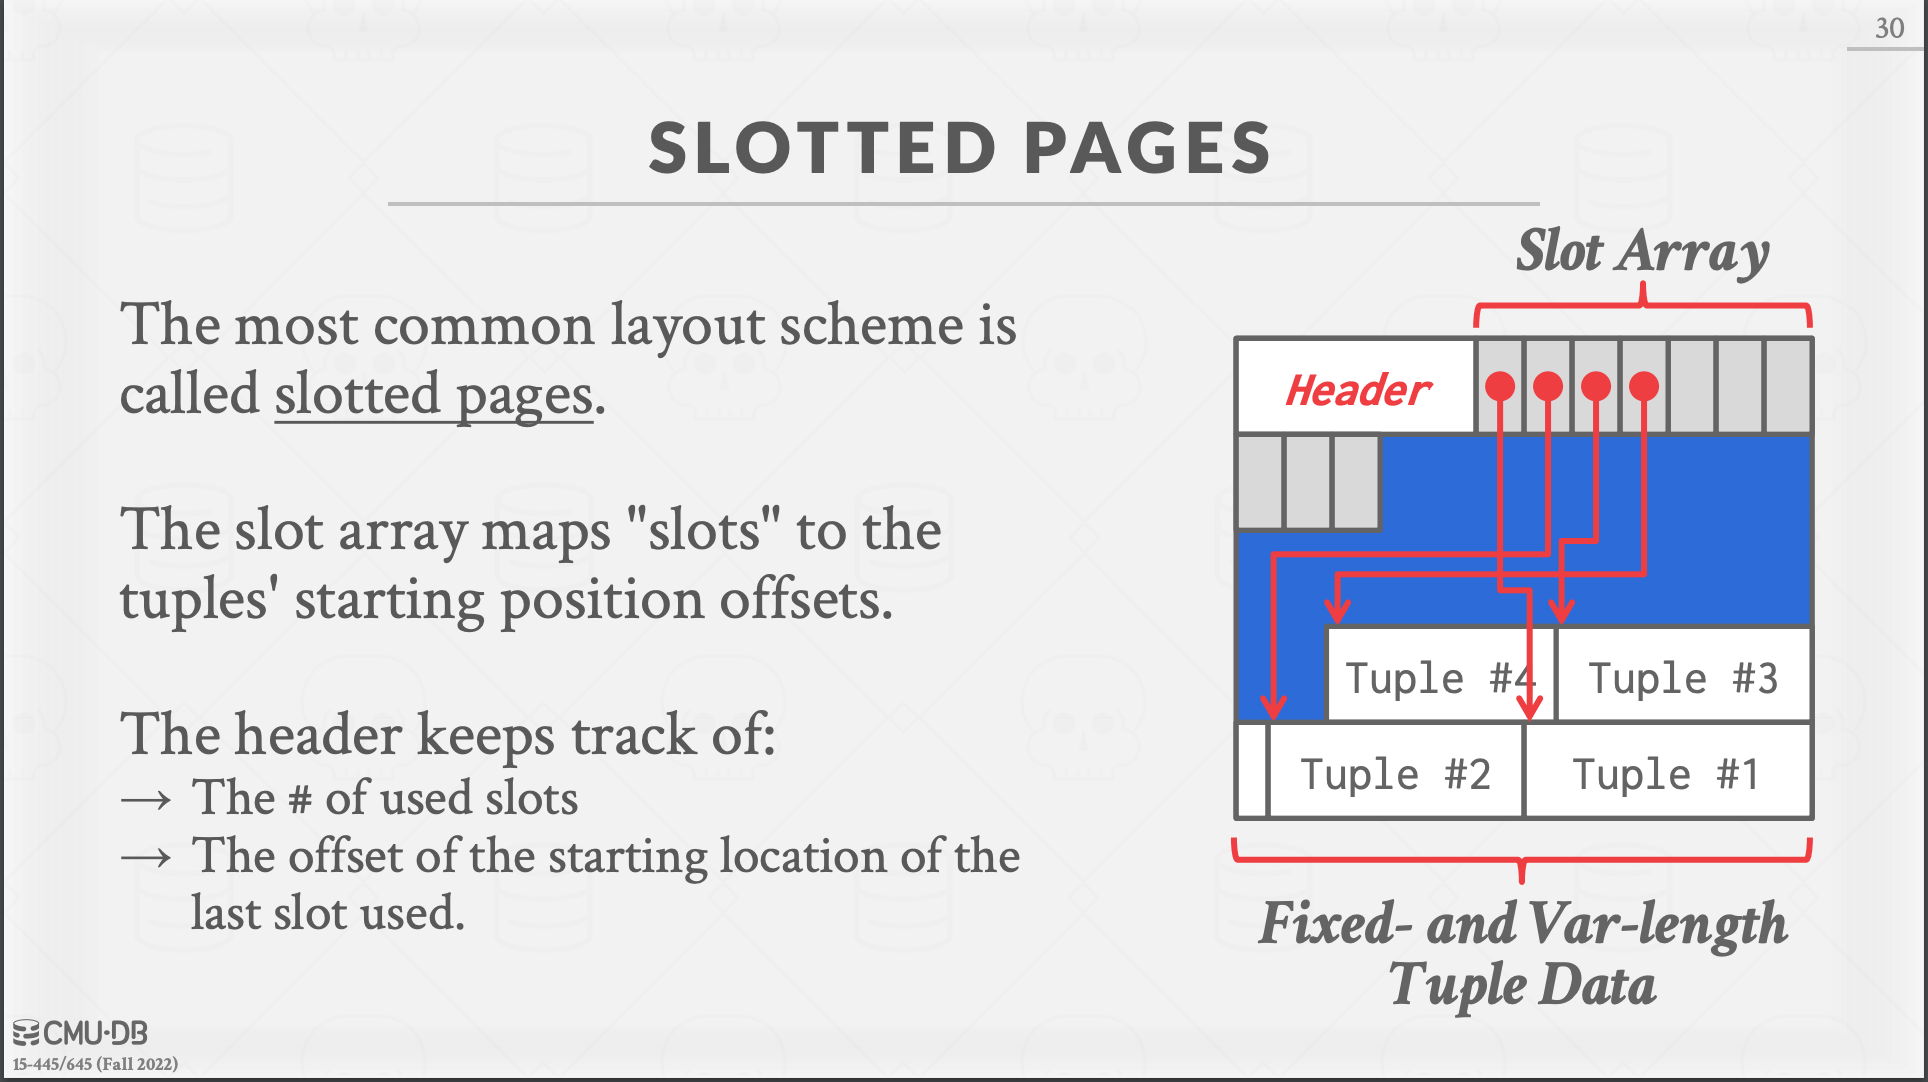 30
SLOTTED PAGES
The most common layout scheme is
called slotted pages.
The slot array maps "slots" to the
tuples' starting position offsets.
The header keeps track of:
→ The # of used slots
→ The offset of the starting location of the
last slot used.
Slot Array
Header
Tuple #4 Tuple #3
Tuple #2 Tuple #1
Fixed- and Var-length
Tuple Data
CMU·DB
15-445/645 (Fall 2022)